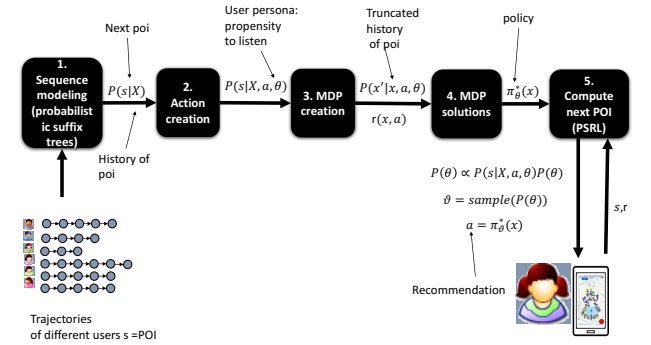 Next poi
User persona:
propensity
to listen
Truncated
history
of poi
policy
1.
Sequence
modeling
(probabilist
ic suffix
trees)
P(s|X)
History of
poi
2.
Action
creation
P(s|X, a, θ)
3. MDP
creation
P(x′|x, a, θ)
r(x, a)
4. MDP
solutions
π*θ(x)
5.
Compute
next POI
(PSRL)
P(θ) ∝ P(s|X, a, θ)P(θ)
ϑ = sample(P(θ))
a = π*ϑ(x)
s,r
Recommendation
Trajectories
of different users s =POI